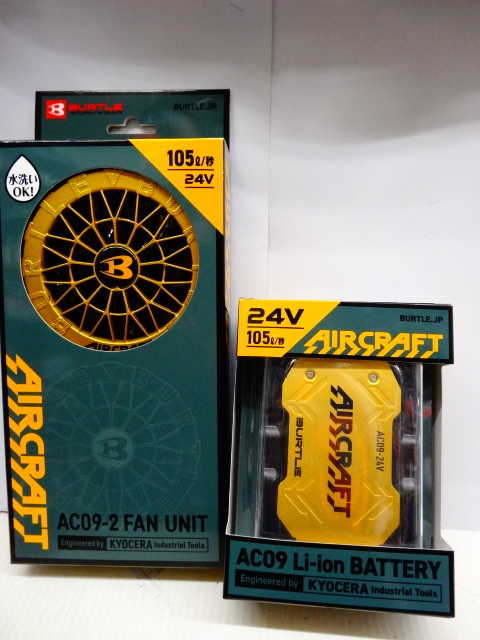 BURTLE
BURTLE.JP
水洗い
OK!
105ℓ/秒
24V
BURTLE
B
AIRCRAFT
AIRCRAFT
AC09-2 FAN UNIT
Engineered by KYOCERA Industrial Tools
24V
105ℓ/秒
BURTLE.JP
AIRCRAFT
AIRCRAFT
BURTLE
AC09-24V
AC09 Li-ion BATTERY
Engineered by KYOCERA Industrial Tools